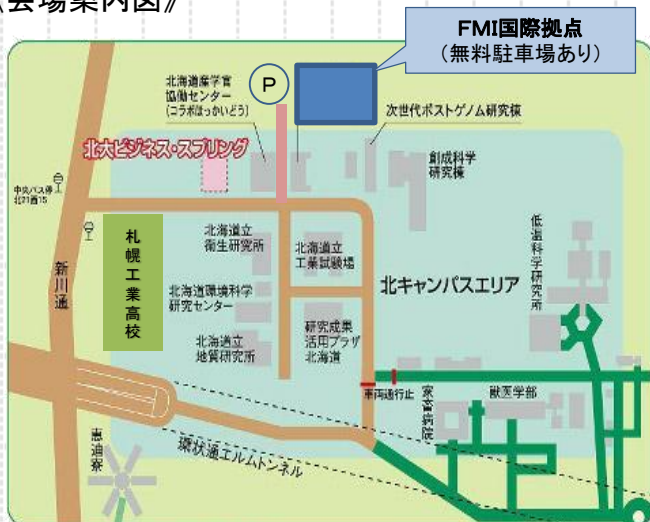 《会場案内図》
FMI国際拠点
（無料駐車場あり）
北海道産学官
協働センター
（コラボほっかいどう）
P
次世代ポストゲノム研究棟
北大ビジネス・スプリング
創成科学
研究棟
中央バス停
北21西15
札幌工業高校
北海道立
衛生研究所
北海道立
工業試験場
低温科学研究所
新川通
北海道環境科学
研究センター
北キャンパスエリア
北海道立
地質研究所
研究成果
活用プラザ
北海道
車両通行止
家畜病院
獣医学部
恵迪寮
環状通エルムトンネル